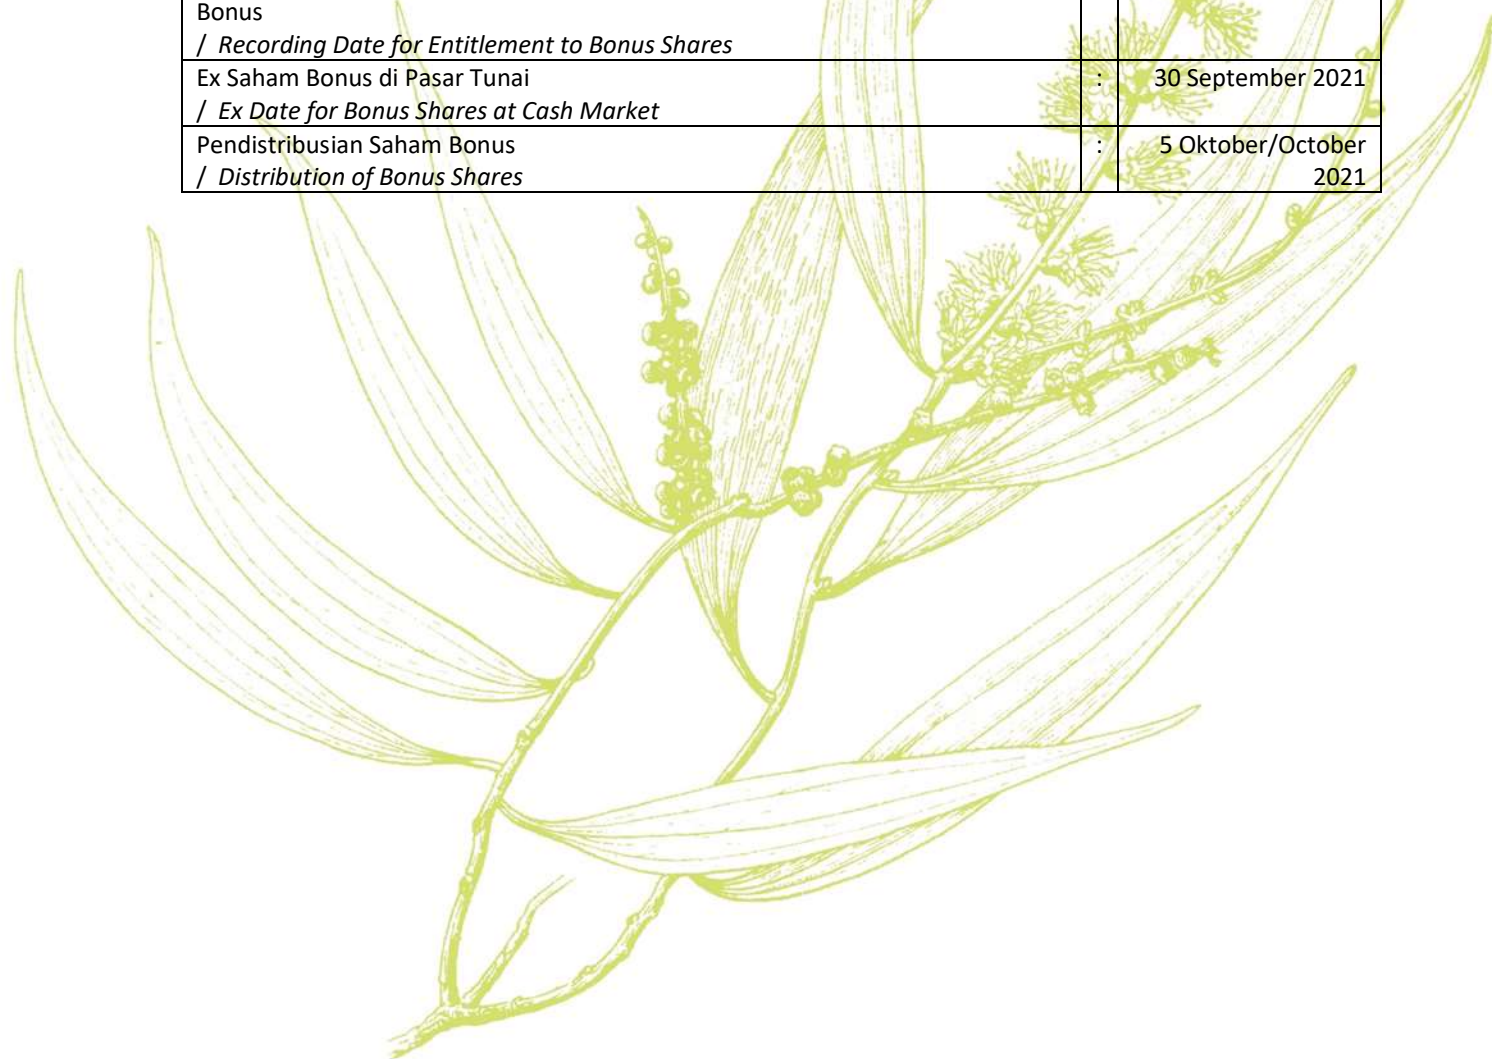 Bonus
/ Recording Date for Entitlement to Bonus Shares
Ex Saham Bonus di Pasar Tunai : 30 September 2021
/ Ex Date for Bonus Shares at Cash Market
Pendistribusian Saham Bonus : 5 Oktober/October
/ Distribution of Bonus Shares 2021